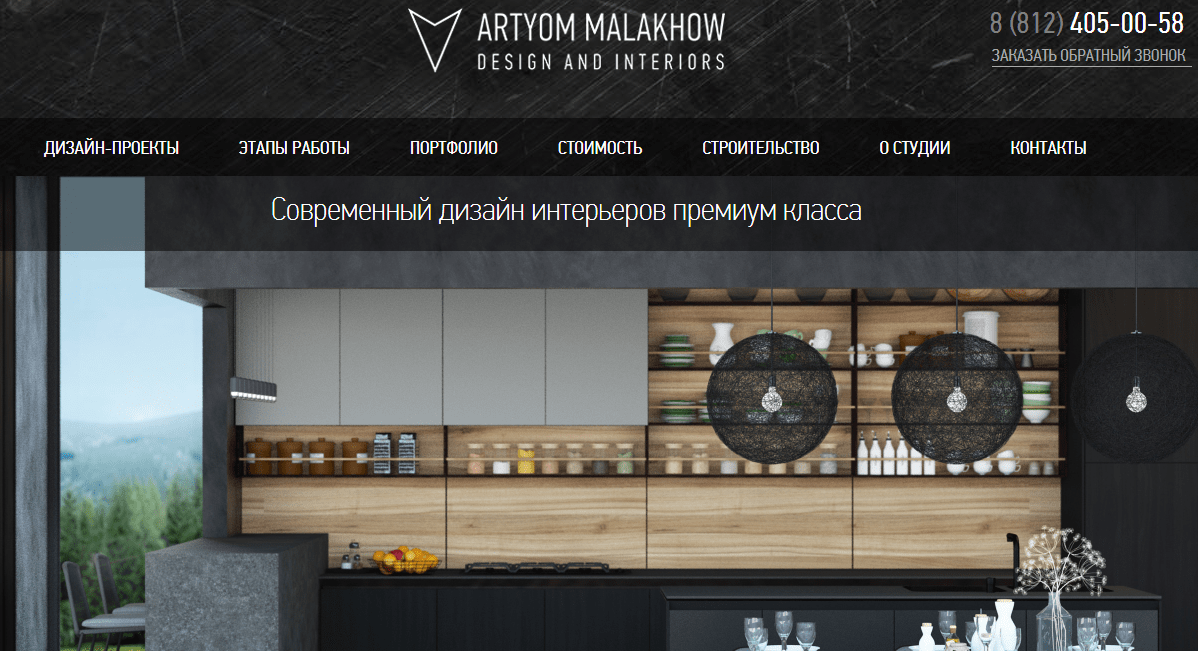 ARTYOM MALAKHOW
DESIGN AND INTERIORS
8 (812) 405-00-58
ЗАКАЗАТЬ ОБРАТНЫЙ ЗВОНОК
ДИЗАЙН-ПРОЕКТЫ ЭТАПЫ РАБОТЫ ПОРТФОЛИО СТОИМОСТЬ СТРОИТЕЛЬСТВО О СТУДИИ КОНТАКТЫ
Современный дизайн интерьеров премиум класса